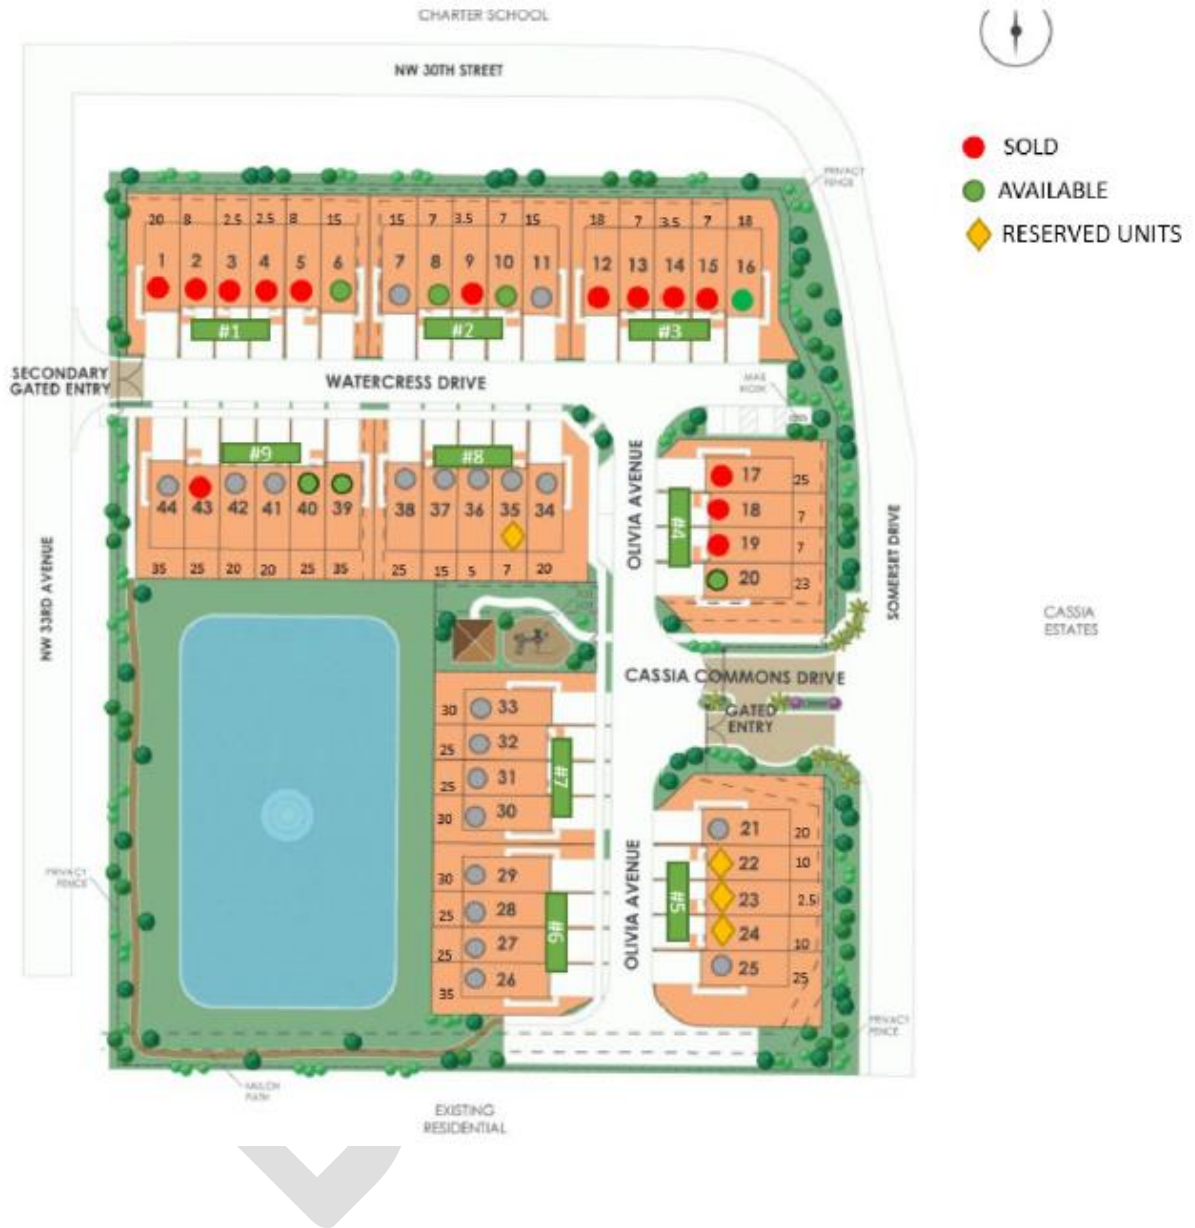 CHARTER SCHOOL
NW 30TH STREET
SOLD
AVAILABLE
RESERVED UNITS
PRIVACY
FENCE
20 8 2.5 2.5 8 15 15 7 3.5 7 15 18 7 3.5 7 18
1 2 3 4 5 6 7 8 9 10 11 12 13 14 15 16
#1 #2 #3
SECONDARY
GATED ENTRY
WATERCRESS DRIVE
MAIL
KIOSK
#9 #8
44 43 42 41 40 39 38 37 36 35 34
35 25 20 20 25 35 25 15 5 7 20
OLIVIA AVENUE
#4
17 25
18 7
19 7
20 23
NW 33RD AVENUE
SOMERSET DRIVE
CASSIA
ESTATES
TOT
CASSIA COMMONS DRIVE
GATED
ENTRY
30 33
25 32
25 31
30 30
#7
30 29
25 28
25 27
35 26
#6
OLIVIA AVENUE
#5
21 20
22 10
23 2.5
24 10
25 25
PRIVACY
FENCE
PRIVACY
FENCE
MULCH
PATH
EXISTING
RESIDENTIAL